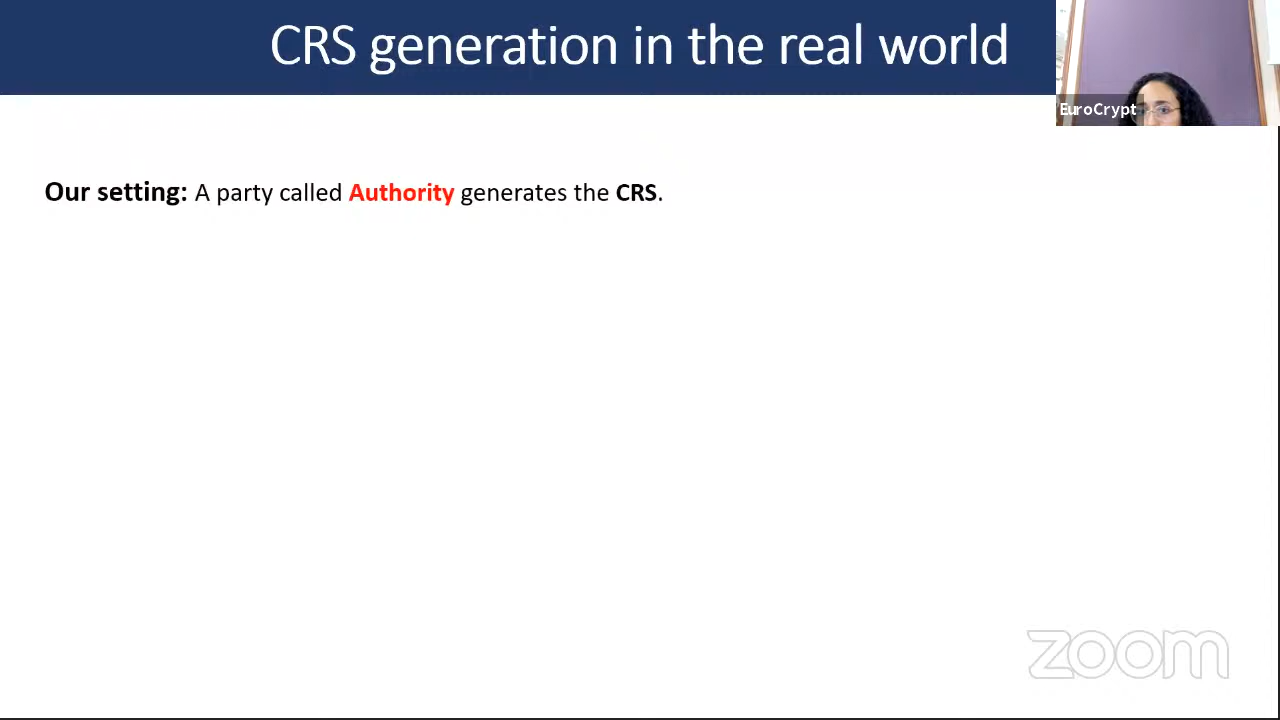 CRS generation in the real world
EuroCrypt
Our setting: A party called Authority generates the CRS.
zoom